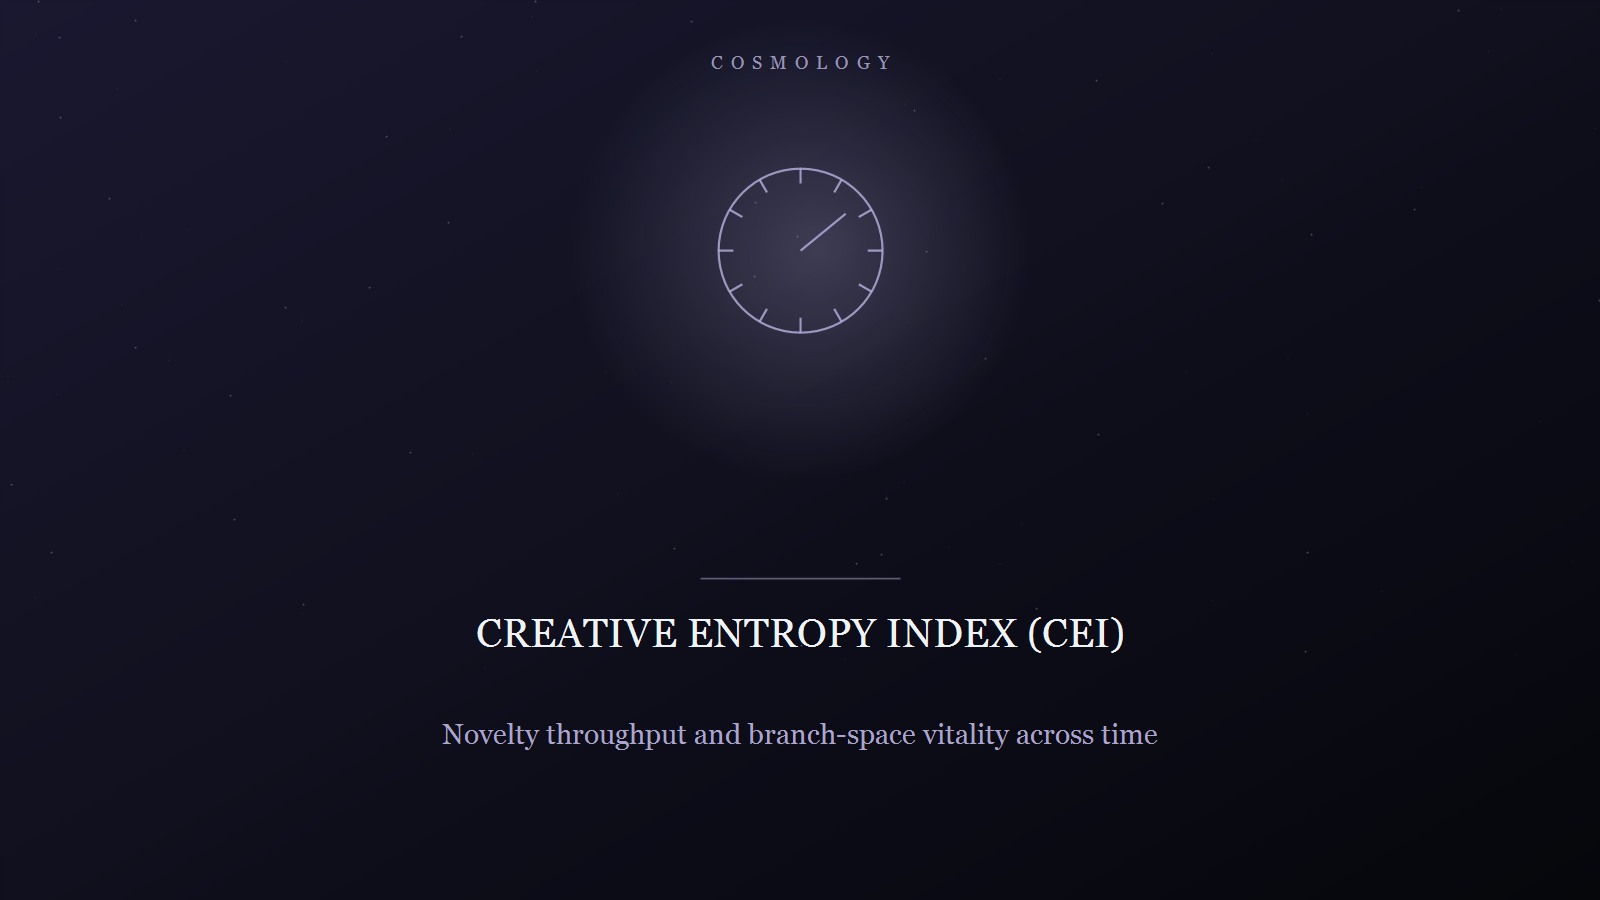 COSMOLOGY
CREATIVE ENTROPY INDEX (CEI)
Novelty throughput and branch-space vitality across time